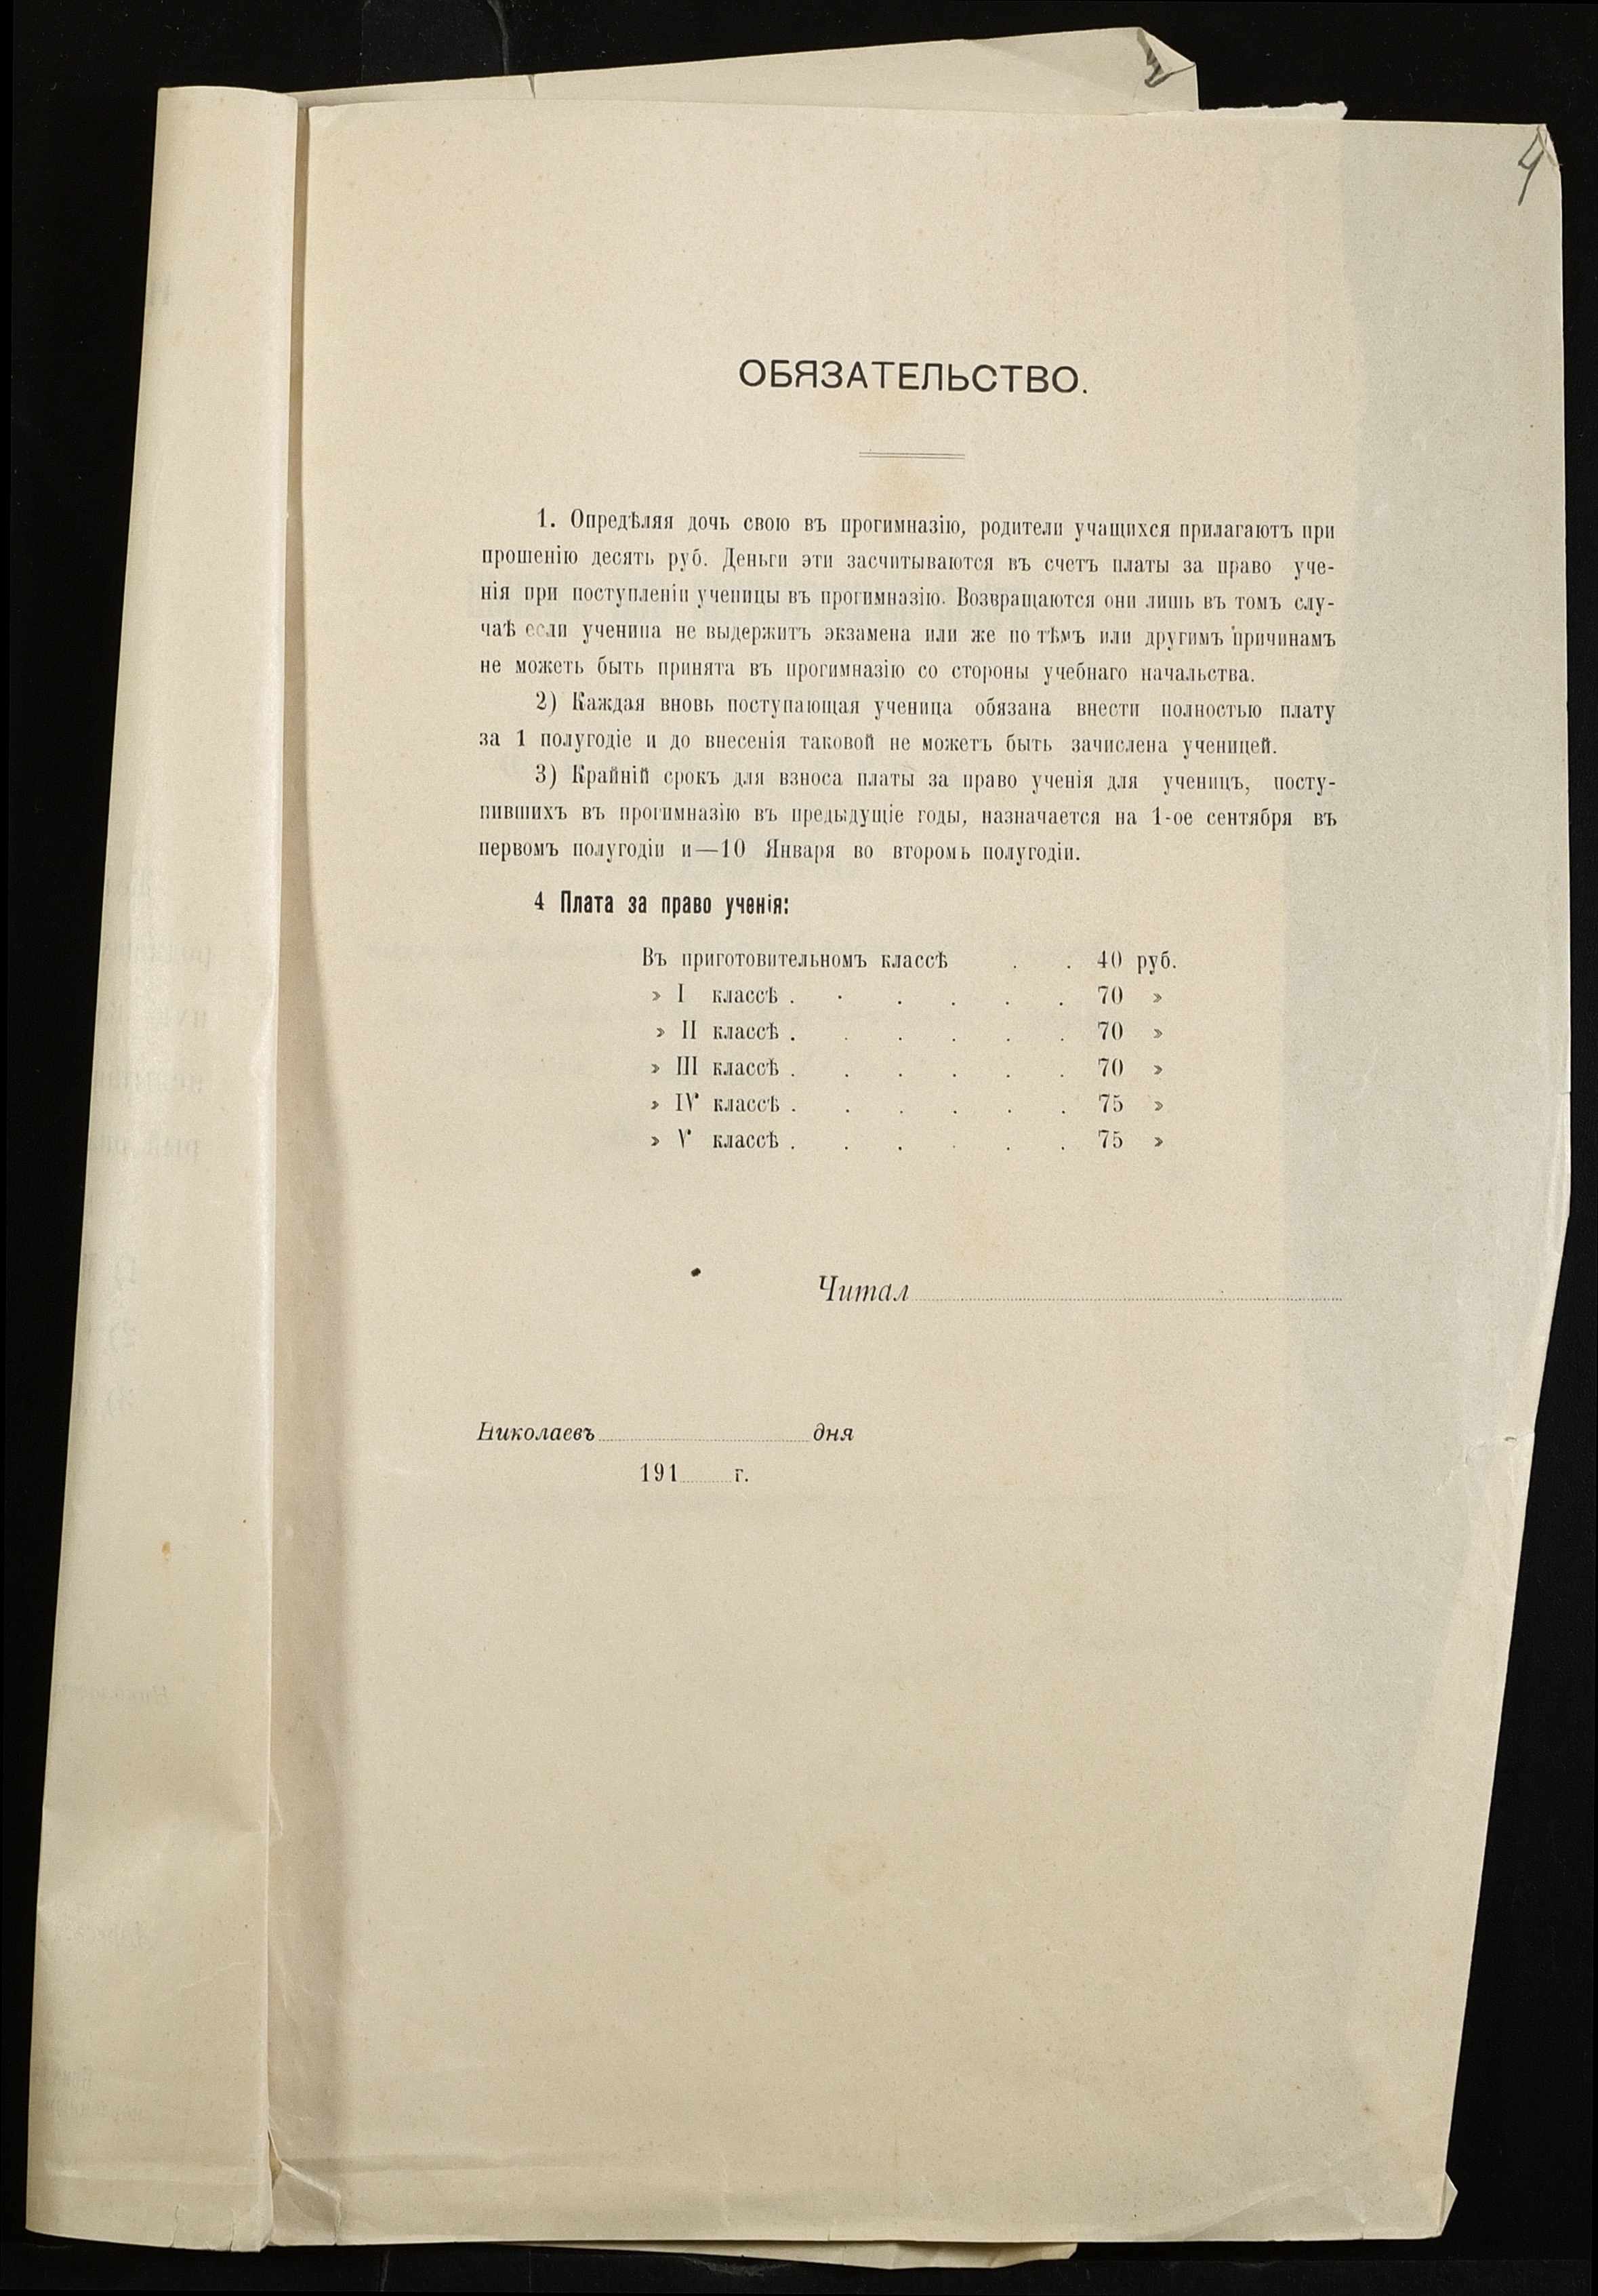 4
ОБЯЗАТЕЛЬСТВО.
1. Опредѣляя дочь свою въ прогимназію, родители учащихся прилагаютъ при
прошенію десять руб. Деньги эти засчитываются въ счетъ платы за право уче-
нія при поступленіи ученицы въ прогимназію. Возвращаются они лишь въ томъ слу-
чаѣ если ученица не выдержитъ экзамена или же по тѣмъ или другимъ причинамъ
не можеть быть принята въ прогимназію со стороны учебнаго начальства.
2) Каждая вновь поступающая ученица обязана внести полностью плату
за 1 полугодіе и до внесенія таковой не можетъ быть зачислена ученицей.
3) Крайній срокъ для взноса платы за право ученія для ученицъ, посту-
пившихъ въ прогимназію въ предыдущіе годы, назначается на 1-ое сентября въ
первомъ полугодіи и—10 Января во второмь полугодіи.
4 Плата за право ученія:
Въ приготовительномъ классѣ . . 40 руб.
» I классѣ . . . . . . 70 »
» II классѣ . . . . . . 70 »
» III классѣ . . . . . . 70 »
» IV классѣ . . . . . . 75 »
» V классѣ . . . . . . 75 »
Читал
Николаевъ дня
191 г.